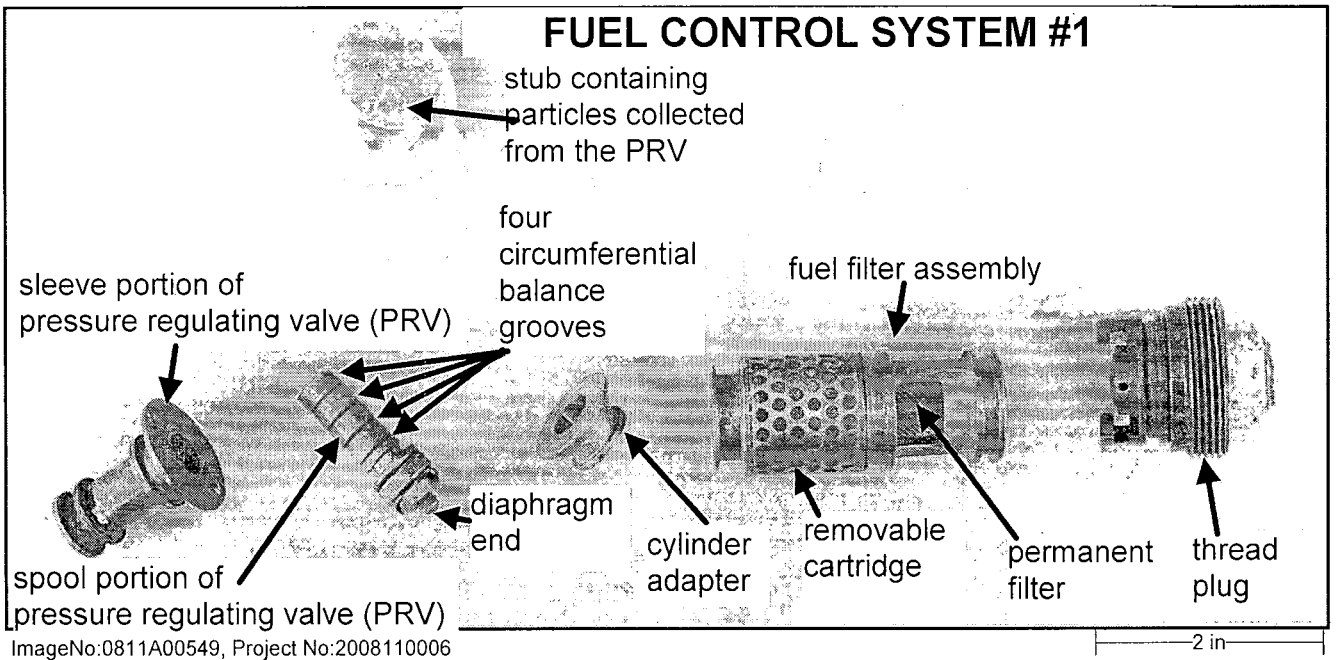 FUEL CONTROL SYSTEM #1
stub containing
particles collected
from the PRV
four
circumferential
balance
grooves
fuel filter assembly
sleeve portion of
pressure regulating valve (PRV)
diaphragm
end
cylinder
adapter
removable
cartridge
permanent
filter
thread
plug
spool portion of
pressure regulating valve (PRV)
ImageNo:0811A00549, Project No:2008110006
2 in